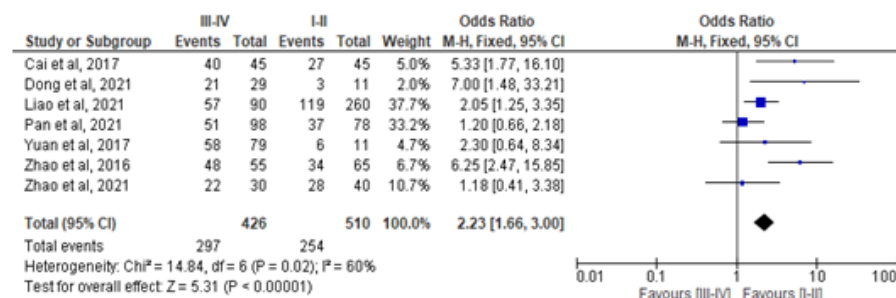 III-IV I-II Odds Ratio Odds Ratio
Study or Subgroup Events Total Events Total Weight M-H, Fixed, 95% CI M-H, Fixed, 95% CI
Cai et al, 2017 40 45 27 45 5.0% 5.33 [1.77, 16.10]
Dong et al, 2021 21 29 3 11 2.0% 7.00 [1.48, 33.21]
Liao et al, 2021 57 90 119 260 37.7% 2.05 [1.25, 3.35]
Pan et al, 2021 51 98 37 78 33.2% 1.20 [0.66, 2.18]
Yuan et al, 2017 58 79 6 11 4.7% 2.30 [0.64, 8.34]
Zhao et al, 2016 48 55 34 65 6.7% 6.25 [2.47, 15.85]
Zhao et al, 2021 22 30 28 40 10.7% 1.18 [0.41, 3.38]
Total (95% CI) 426 510 100.0% 2.23 [1.66, 3.00]
Total events 297 254
Heterogeneity: Chi² = 14.84, df = 6 (P = 0.02); I² = 60%
Test for overall effect: Z = 5.31 (P < 0.00001)
0.01 0.1 1 10 100
Favours [III-IV] Favours [I-II]